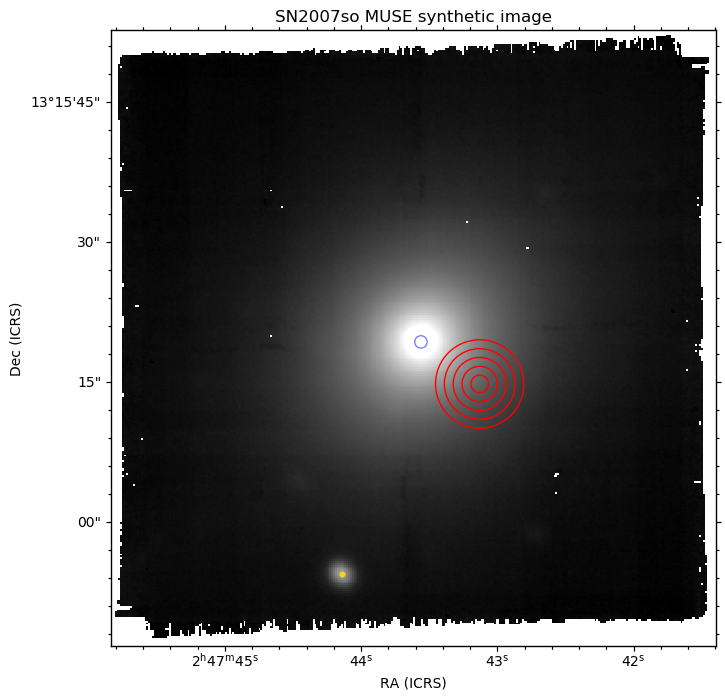 SN2007so MUSE synthetic image
13°15'45"
30"
15"
00"
Dec (ICRS)
2ʰ47ᵐ45ˢ 44ˢ 43ˢ 42ˢ
RA (ICRS)